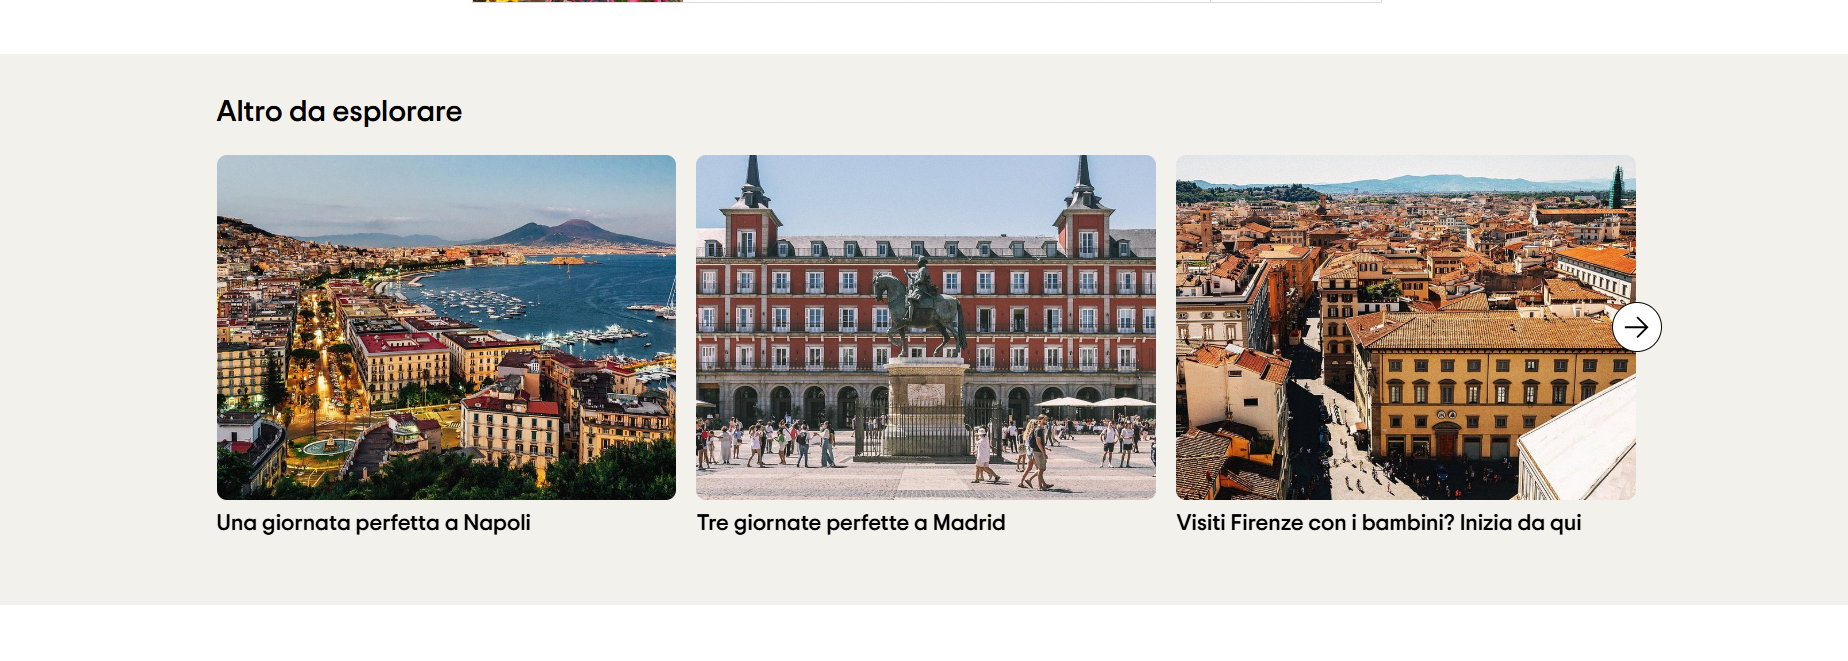 Altro da esplorare
Una giornata perfetta a Napoli
Tre giornate perfette a Madrid
Visiti Firenze con i bambini? Inizia da qui